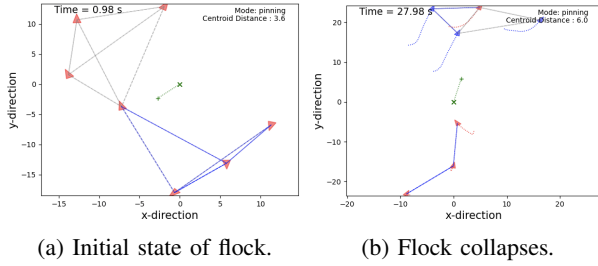 Time = 0.98 s
Mode: pinning
Centroid Distance : 3.6
10
5
0
−5
−10
−15
y-direction
−15
−10
−5
0
5
10
x-direction
(a) Initial state of flock.
Time = 27.98 s
Mode: pinning
Centroid Distance : 6.0
20
10
0
−10
−20
y-direction
−20
−10
0
10
20
x-direction
(b) Flock collapses.